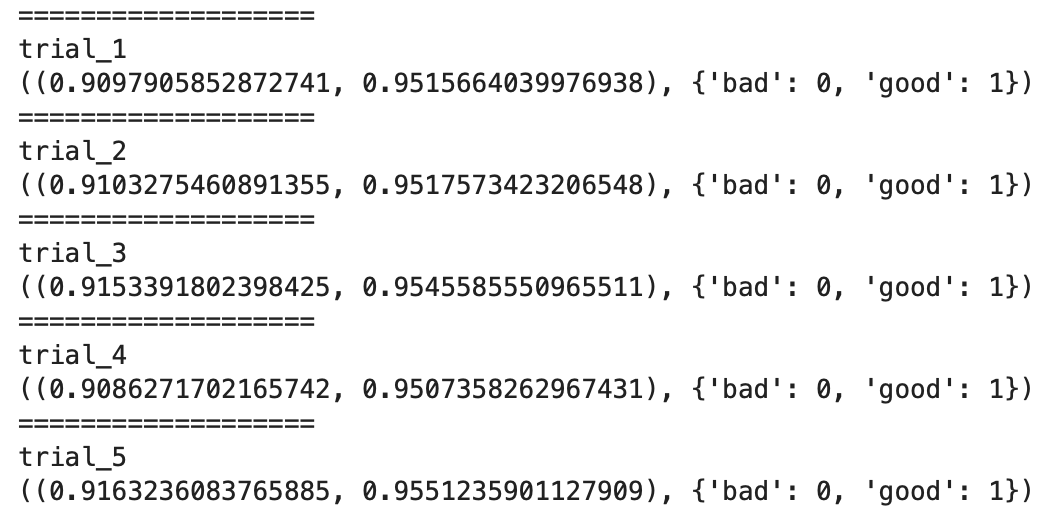 ===================
trial_1
((0.9097905852872741, 0.9515664039976938), {'bad': 0, 'good': 1})
===================
trial_2
((0.9103275460891355, 0.9517573423206548), {'bad': 0, 'good': 1})
===================
trial_3
((0.9153391802398425, 0.9545585550965511), {'bad': 0, 'good': 1})
===================
trial_4
((0.9086271702165742, 0.9507358262967431), {'bad': 0, 'good': 1})
===================
trial_5
((0.9163236083765885, 0.9551235901127909), {'bad': 0, 'good': 1})